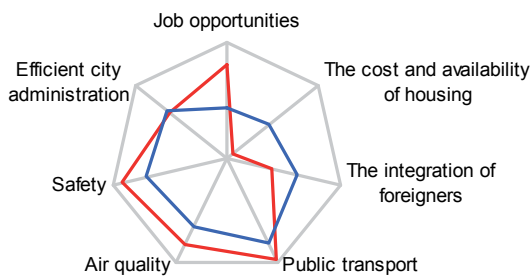 Job opportunities
Efficient city
administration
The cost and availability
of housing
The integration of
foreigners
Safety
Air quality
Public transport